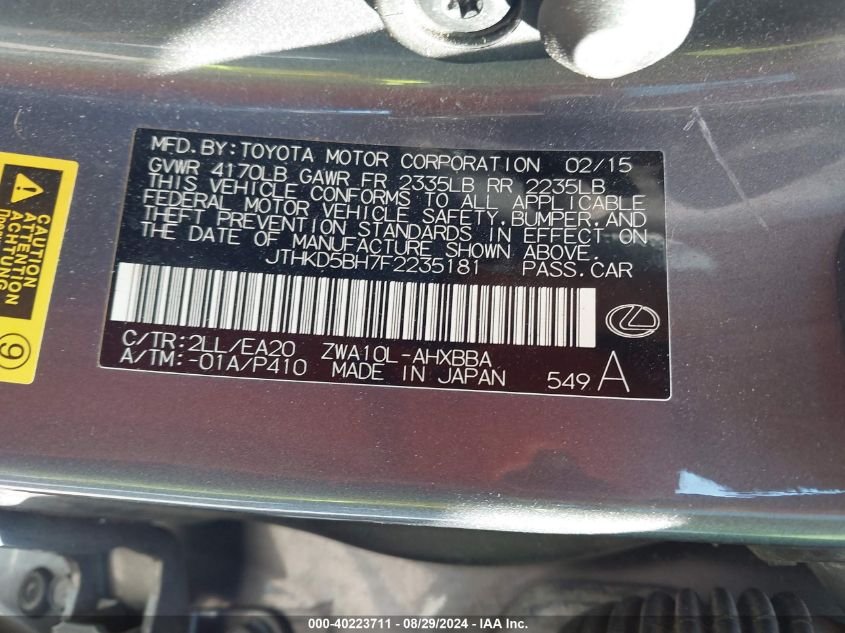 MFD. BY: TOYOTA MOTOR CORPORATION 02/15
GVWR 4170LB GAWR FR 2335LB RR 2235LB
THIS VEHICLE CONFORMS TO ALL APPLICABLE
FEDERAL MOTOR VEHICLE SAFETY, BUMPER, AND
THEFT PREVENTION STANDARDS IN EFFECT ON
THE DATE OF MANUFACTURE SHOWN ABOVE.
JTHKD5BH7F2235181 PASS.CAR
C/TR:2LL/EA20 ZWA10L-AHXBBA
A/TM:-01A/P410 MADE IN JAPAN 549 A
CAUTION
ATTENTION
ACHTUNG
9
000-40223711 - 08/29/2024 - IAA Inc.